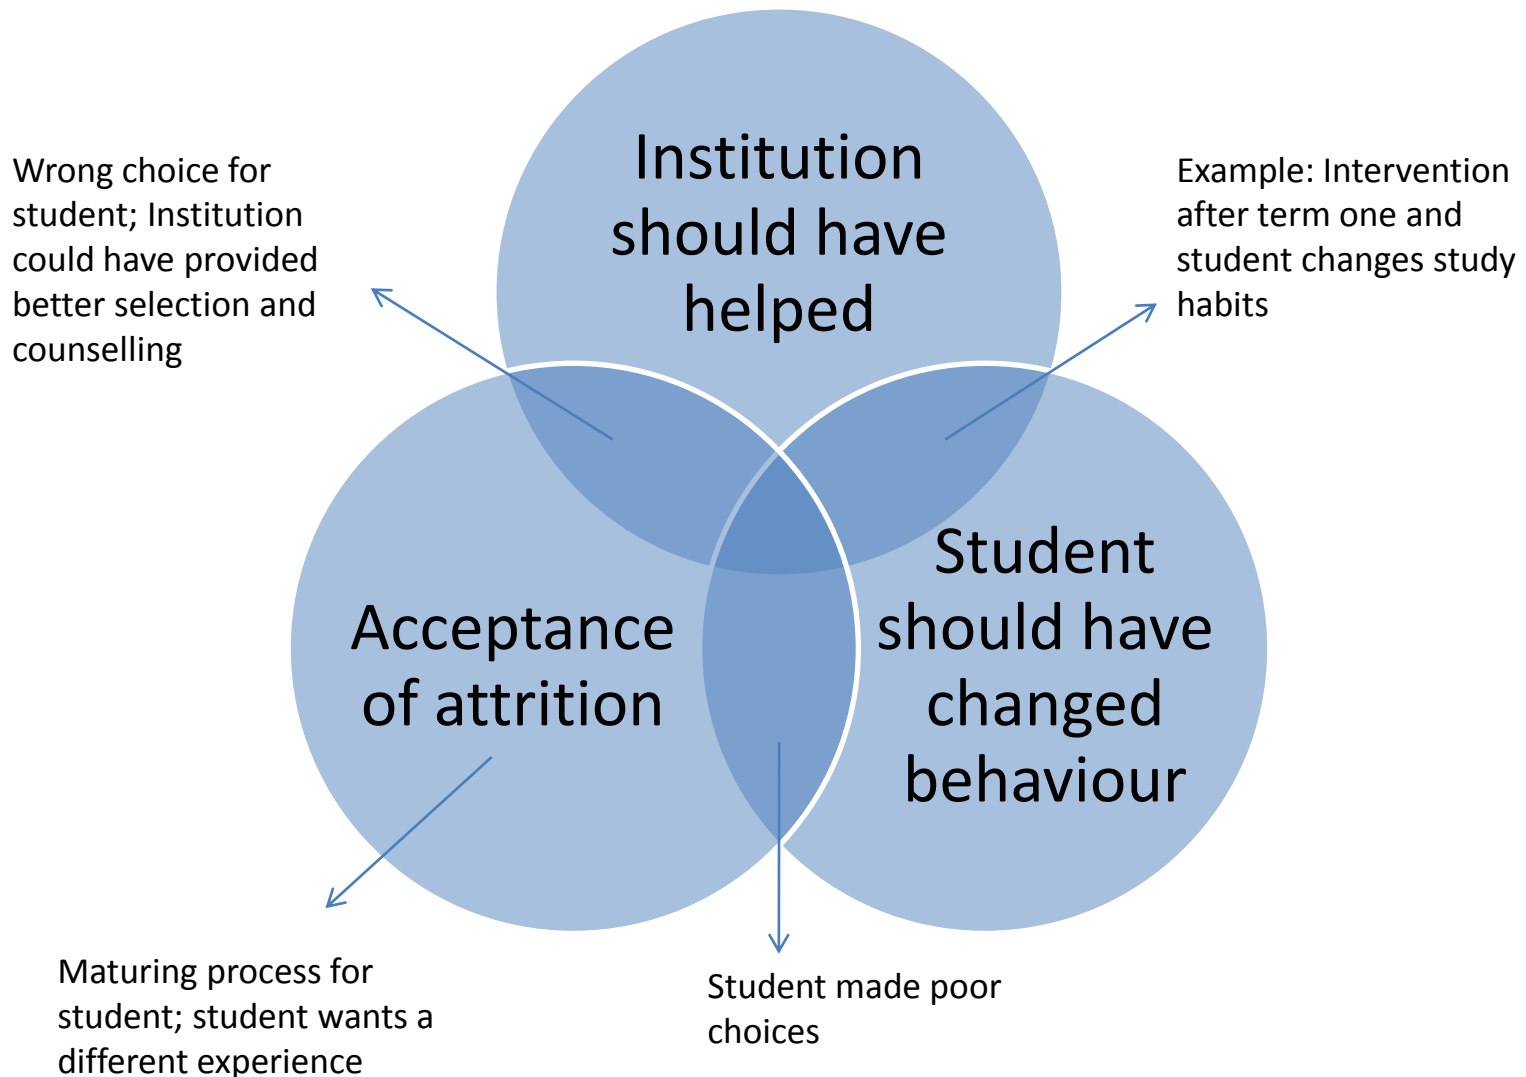 Institution
should have
helped
Wrong choice for
student; Institution
could have provided
better selection and
counselling
Example: Intervention
after term one and
student changes study
habits
Acceptance
of attrition
Student
should have
changed
behaviour
Maturing process for
student; student wants a
different experience
Student made poor
choices